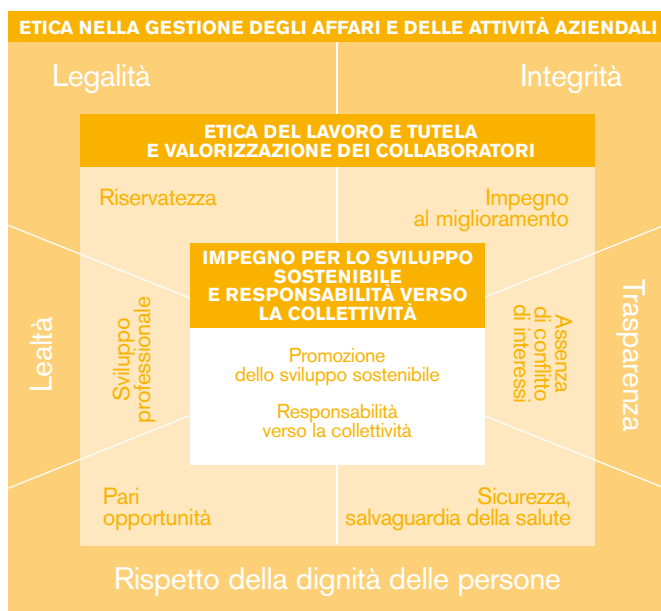 ETICA NELLA GESTIONE DEGLI AFFARI E DELLE ATTIVITÀ AZIENDALI
Legalità
Integrità
ETICA DEL LAVORO E TUTELA
E VALORIZZAZIONE DEI COLLABORATORI
Riservatezza
Impegno
al miglioramento
IMPEGNO PER LO SVILUPPO
SOSTENIBILE
E RESPONSABILITÀ VERSO
LA COLLETTIVITÀ
Lealtà
Sviluppo
professionale
Promozione
dello sviluppo sostenibile
Responsabilità
verso la collettività
Assenza
di conflitto
di interessi
Trasparenza
Pari
opportunità
Sicurezza,
salvaguardia della salute
Rispetto della dignità delle persone